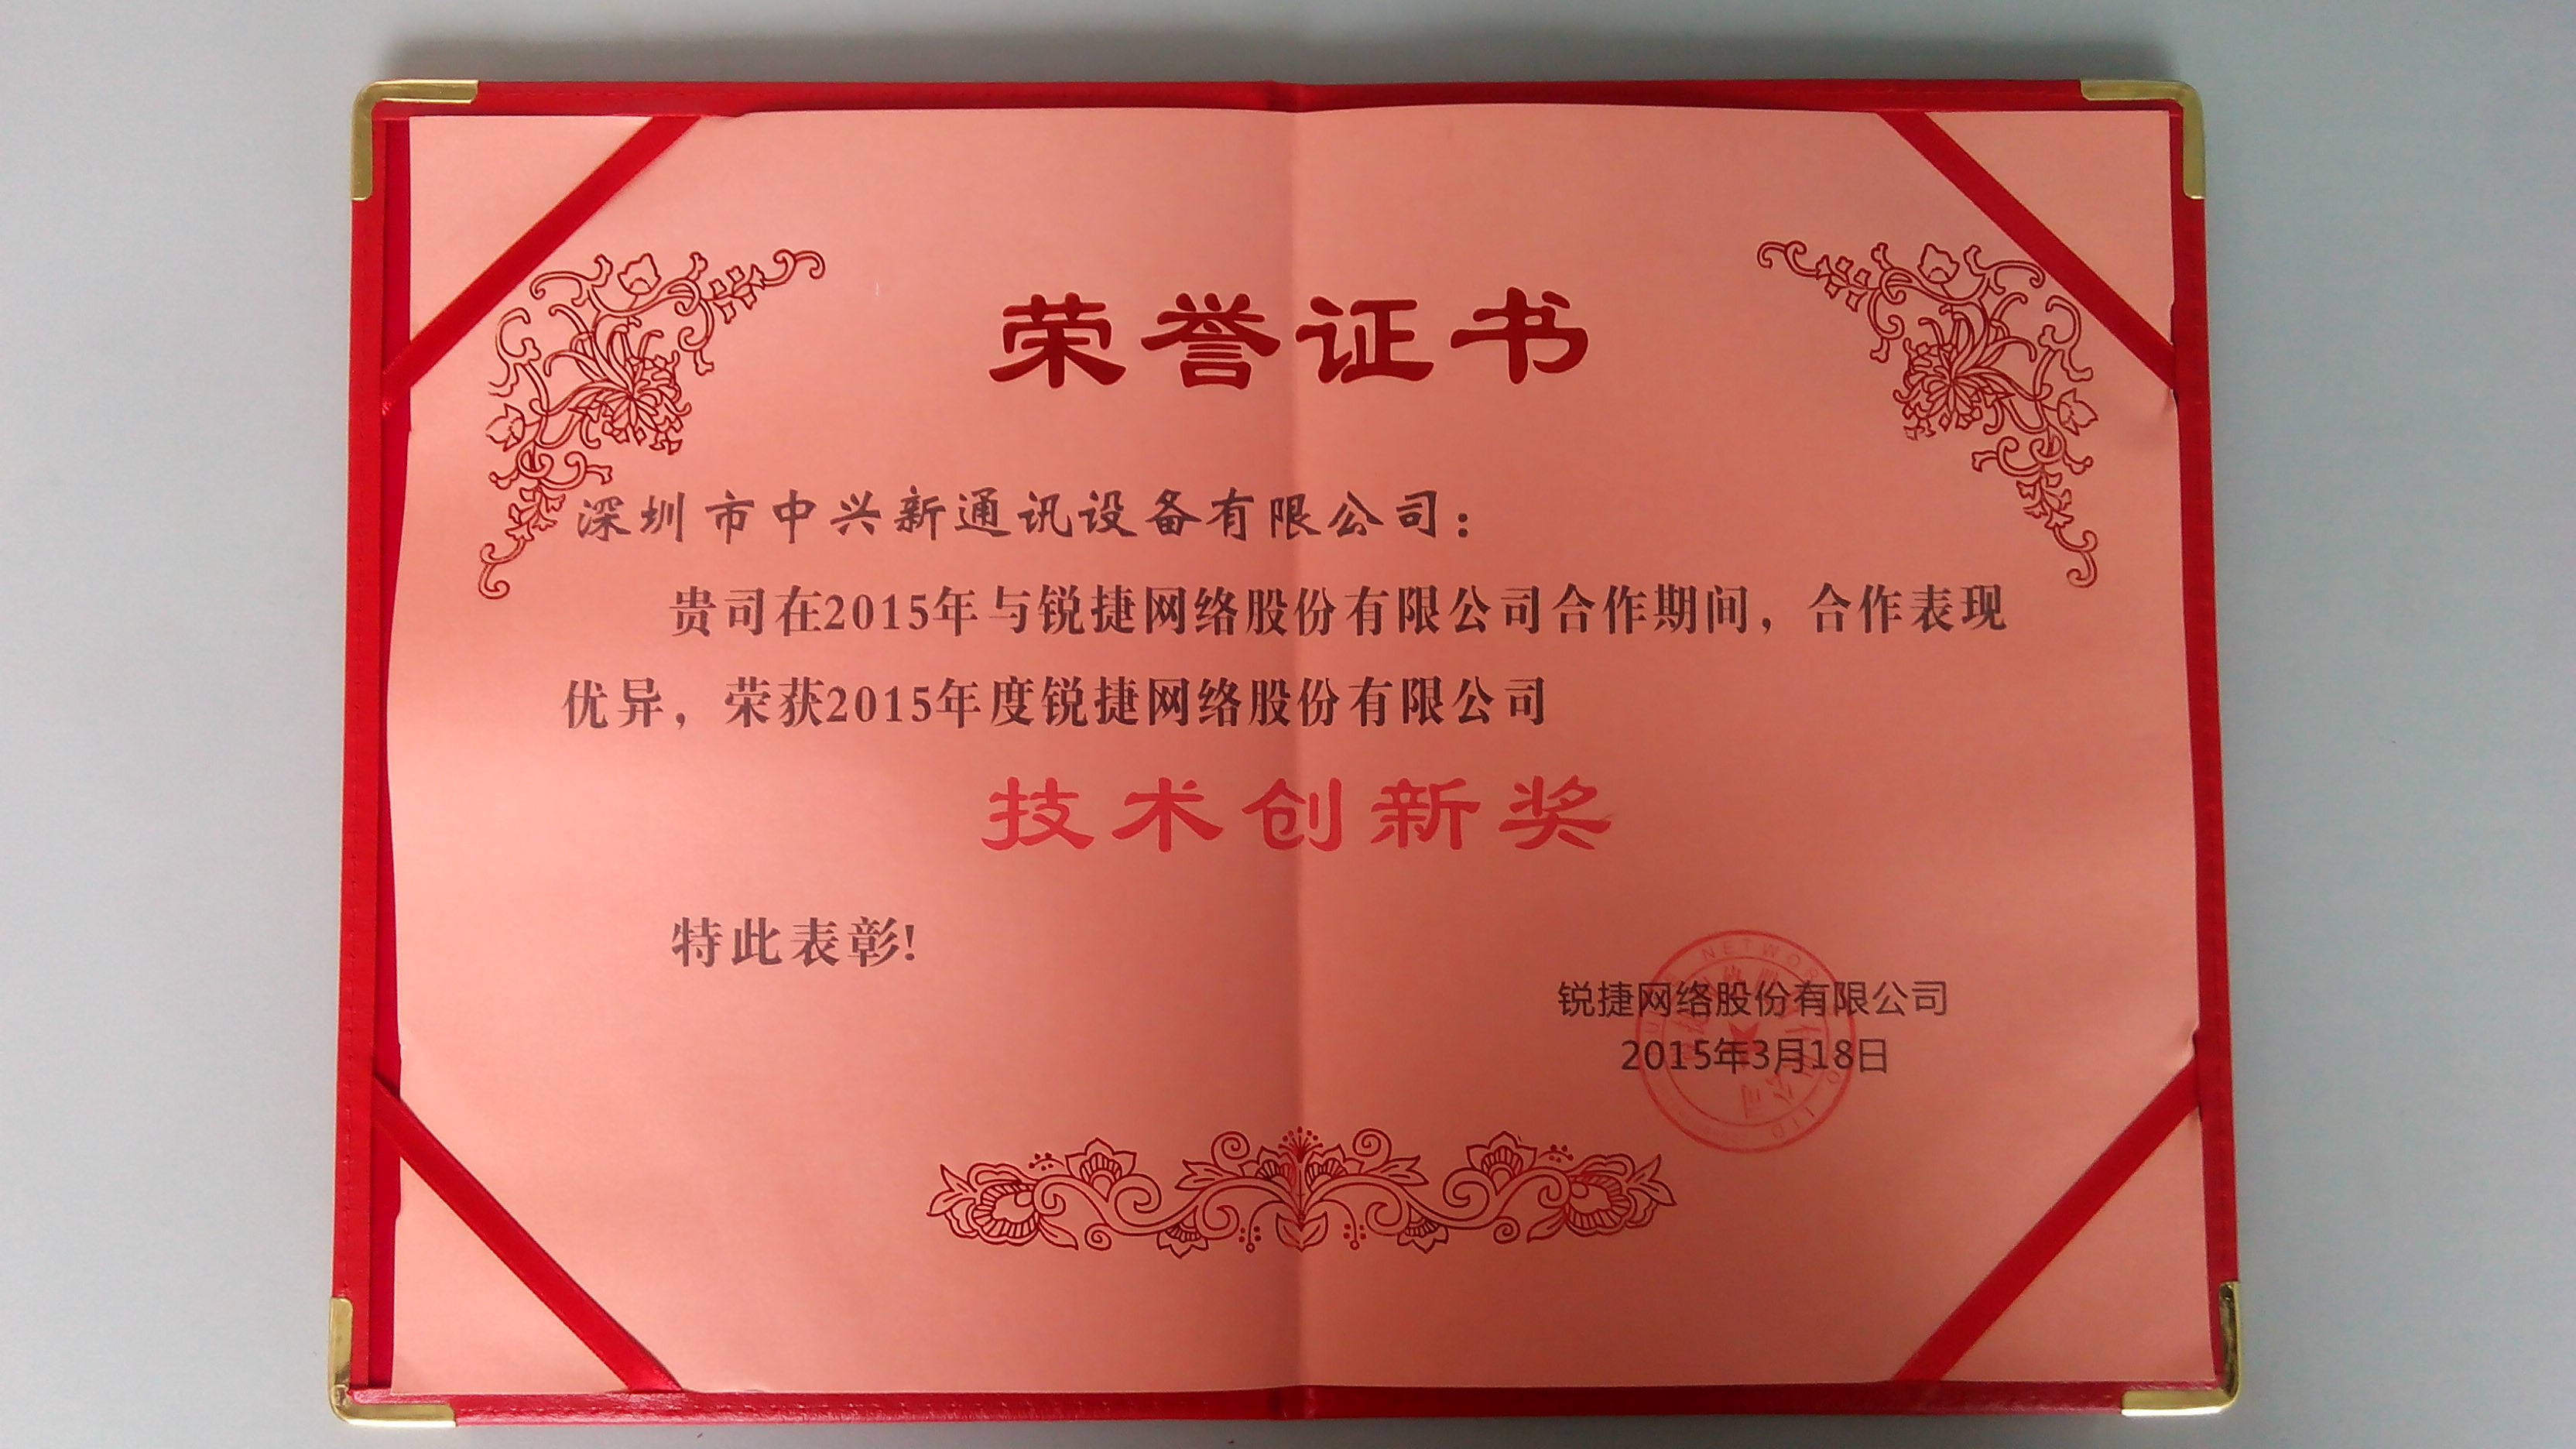 荣誉证书
深圳市中兴新通讯设备有限公司：
贵司在2015年与锐捷网络股份有限公司合作期间，合作表现
优异，荣获2015年度锐捷网络股份有限公司
技术创新奖
特此表彰！
锐捷网络股份有限公司
2015年3月18日
NETWOR
LTD